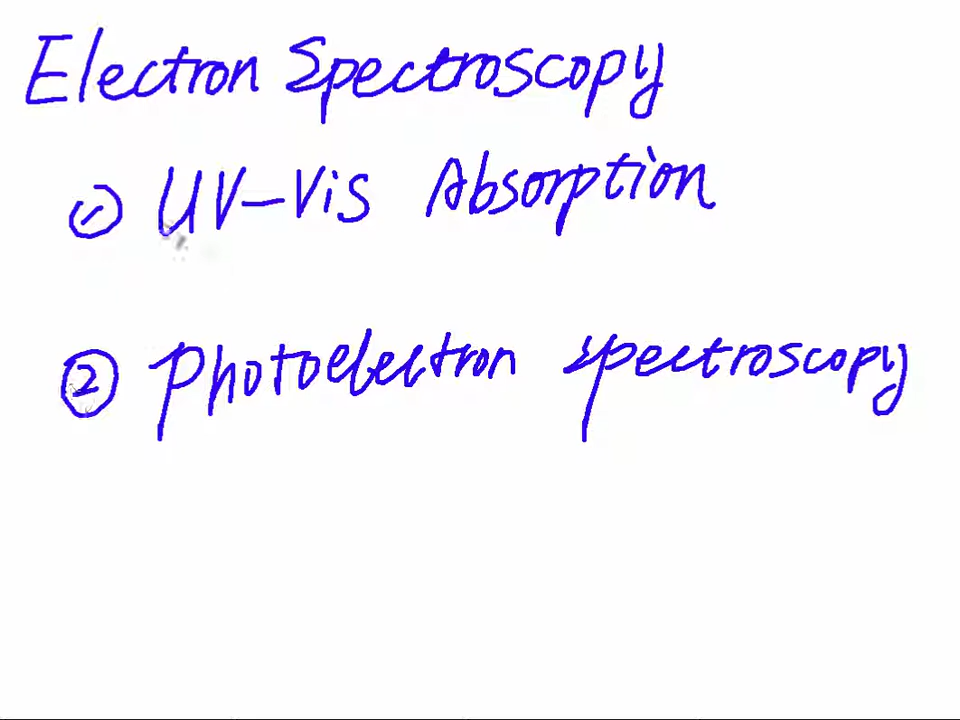 Electron Spectroscopy
① UV-Vis Absorption
② Photoelectron spectroscopy